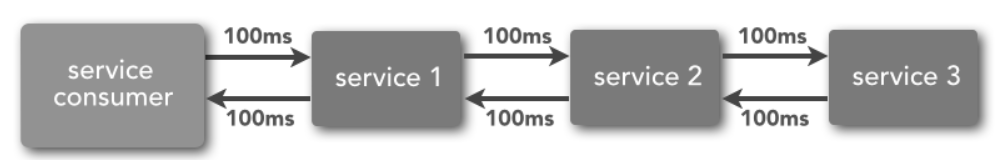 100ms
100ms
100ms
service
consumer
service 1
service 2
service 3
100ms
100ms
100ms